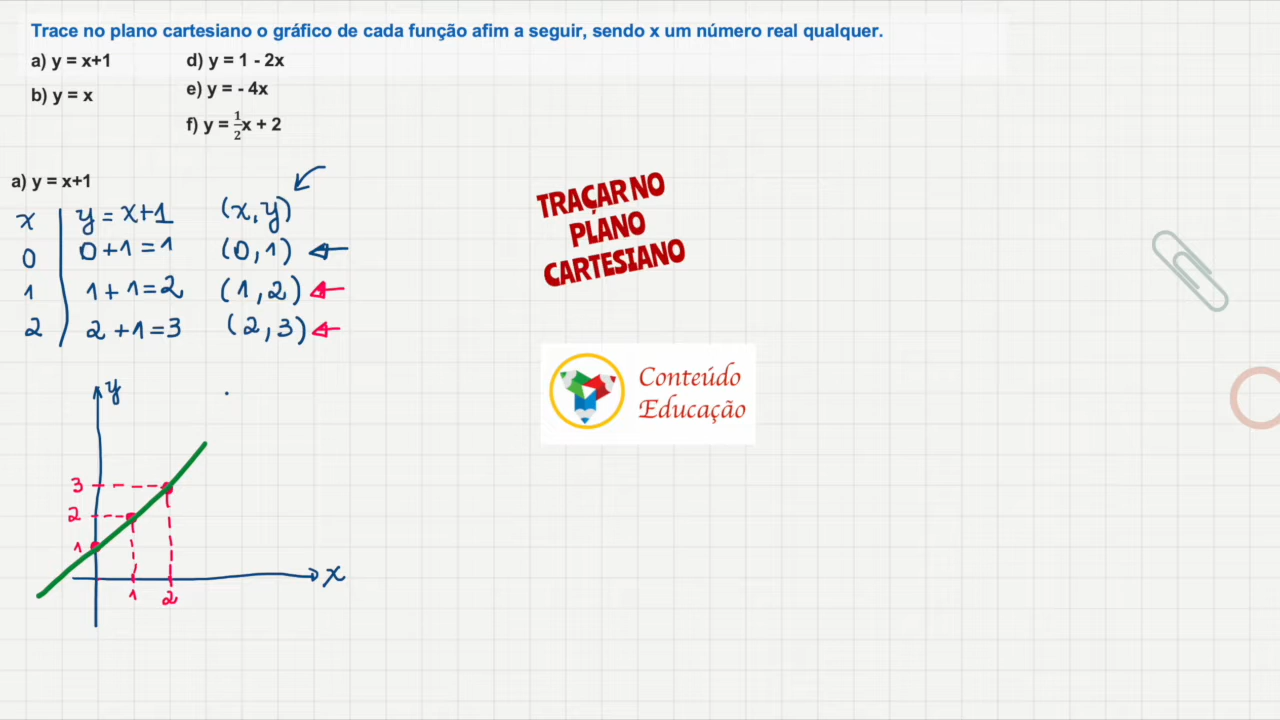 Trace no plano cartesiano o gráfico de cada função afim a seguir, sendo x um número real qualquer.
a) y = x+1
d) y = 1 - 2x
b) y = x
e) y = - 4x
f) y = 1/2x + 2
a) y = x+1
x y = x+1 (x,y)
0 0+1=1 (0,1)
1 1+1=2 (1,2)
2 2+1=3 (2,3)
TRAÇAR NO
PLANO
CARTESIANO
Conteúdo
Educação
y
3
2
1
x
1 2